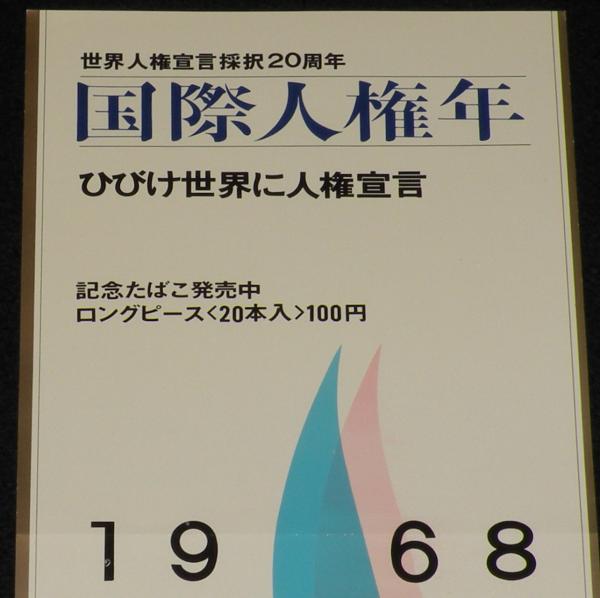 世界人権宣言採択20周年
国際人権年
ひびけ世界に人権宣言
記念たばこ発売中
ロングピース<20本入>100円
1968